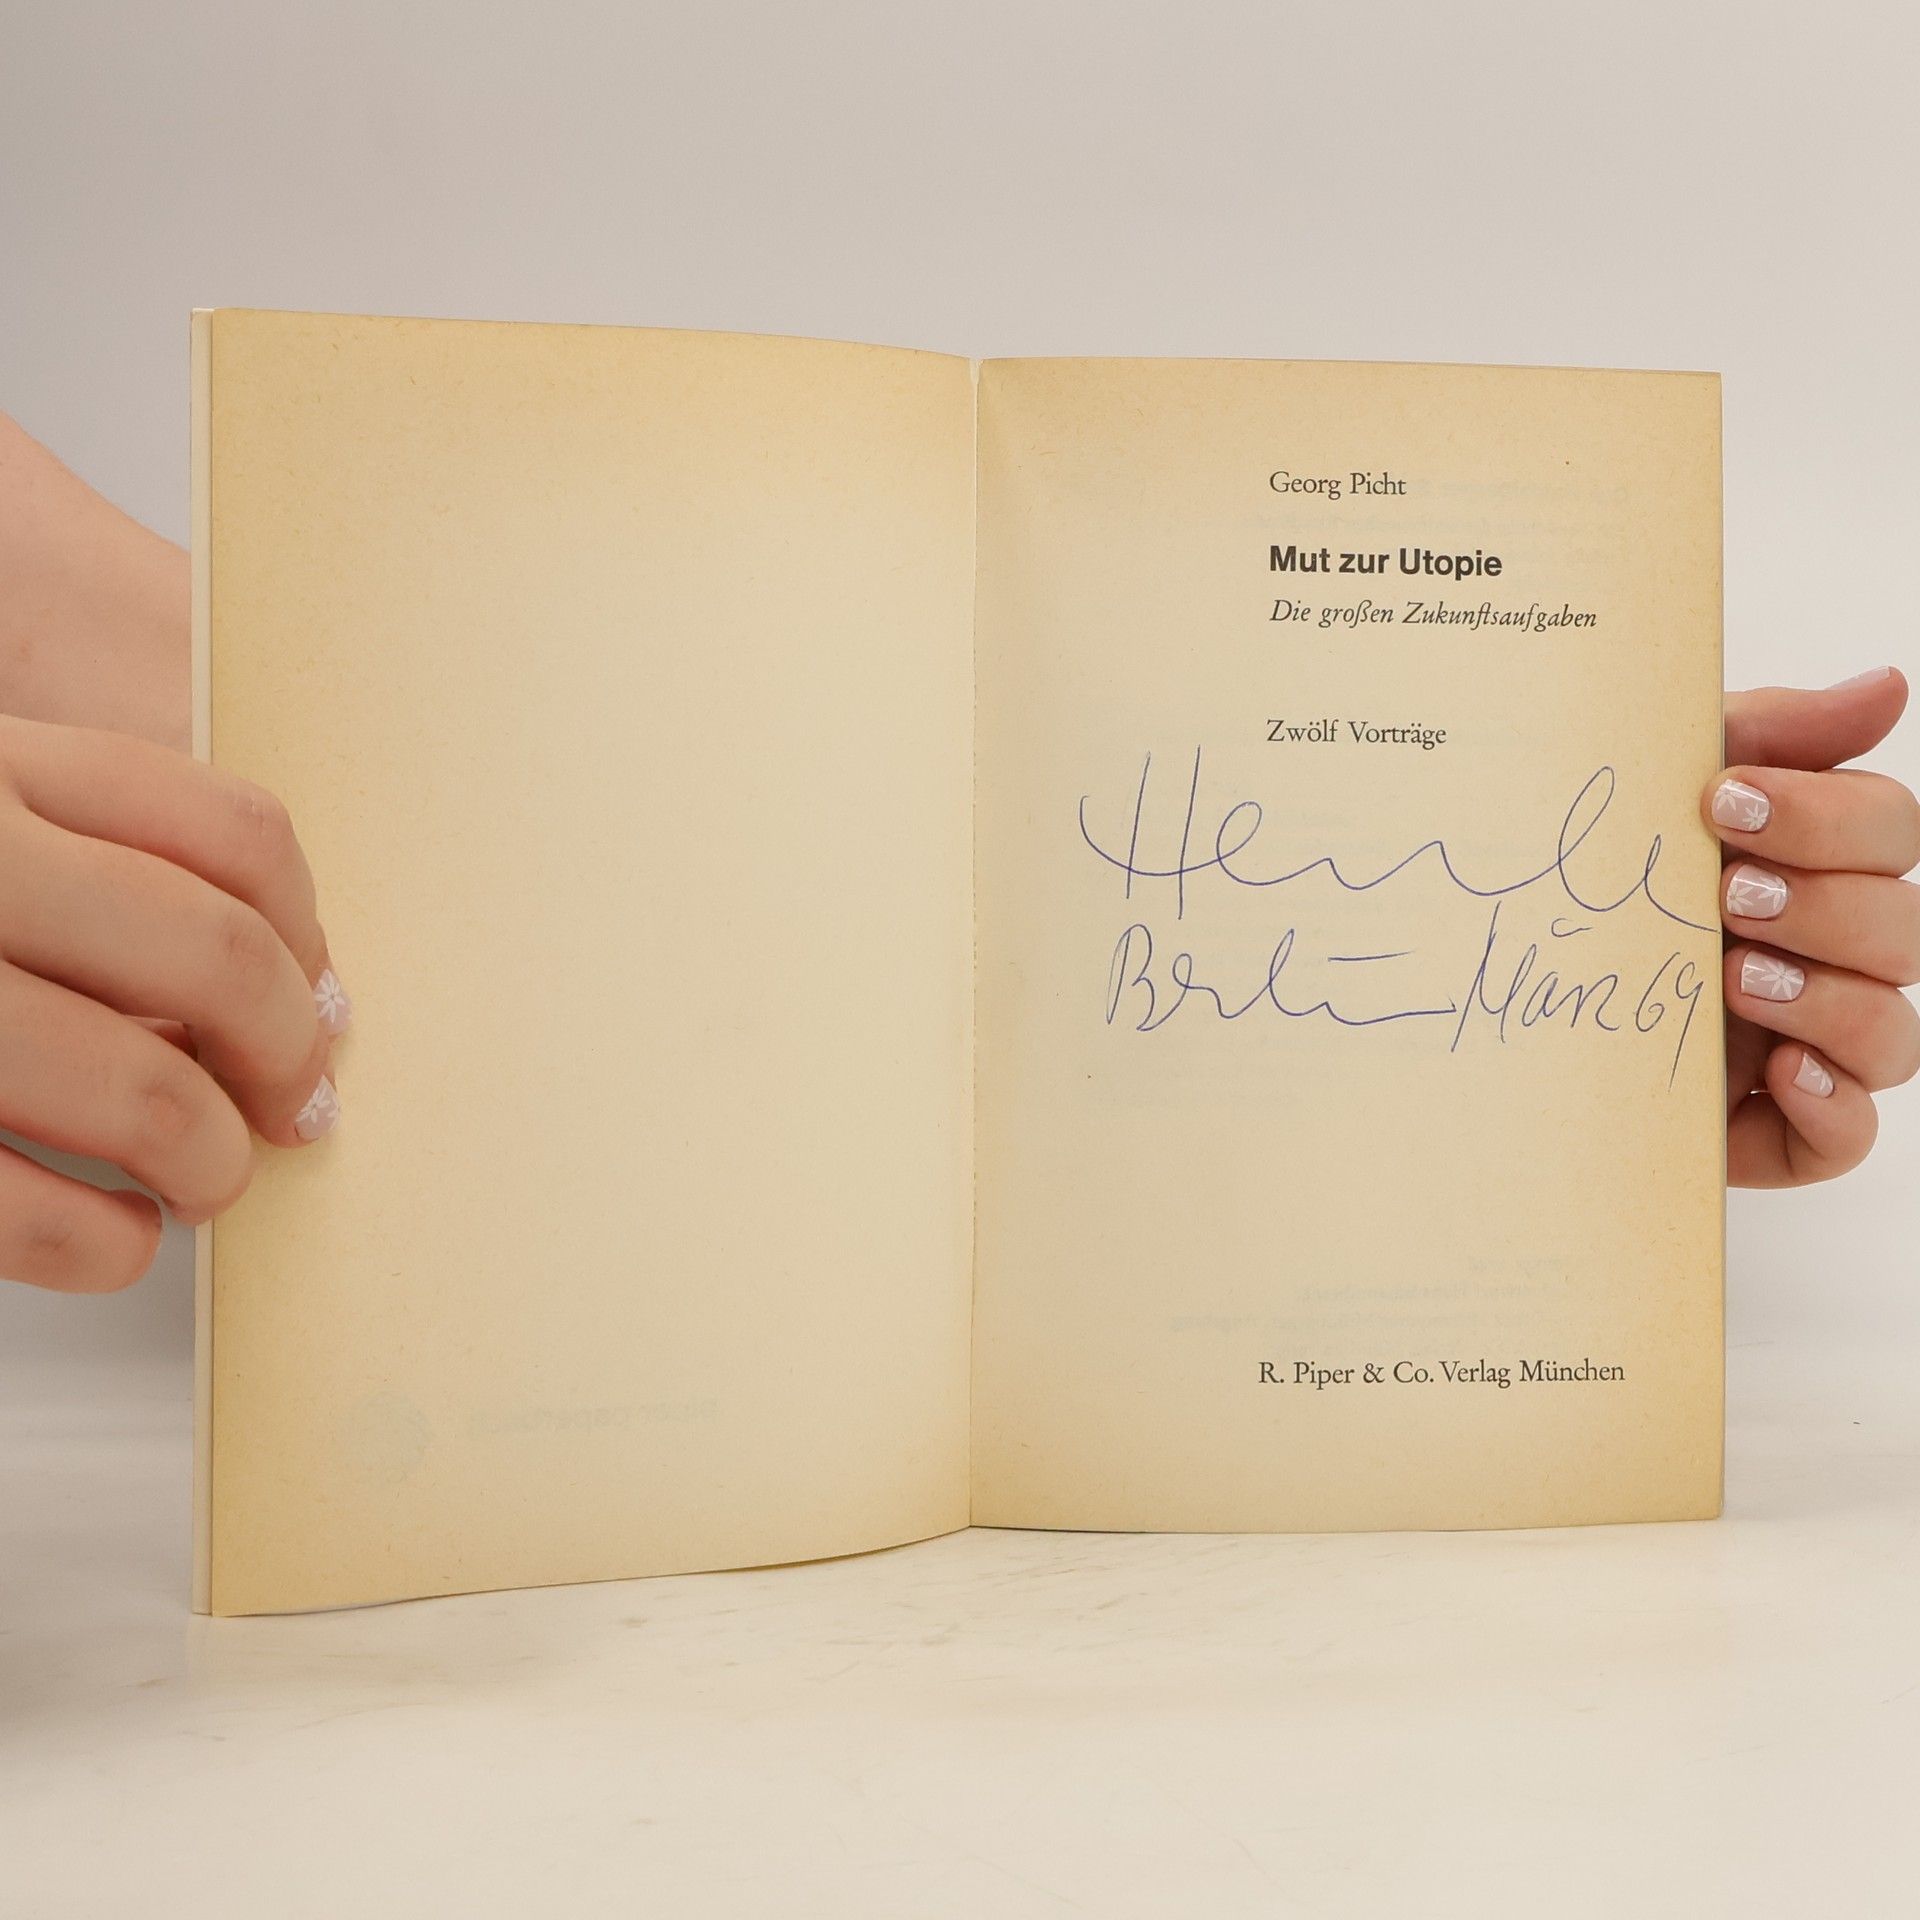 Georg Picht
Mut zur Utopie
Die großen Zukunftsaufgaben
Zwölf Vorträge
Berlin März 69
R. Piper & Co. Verlag München